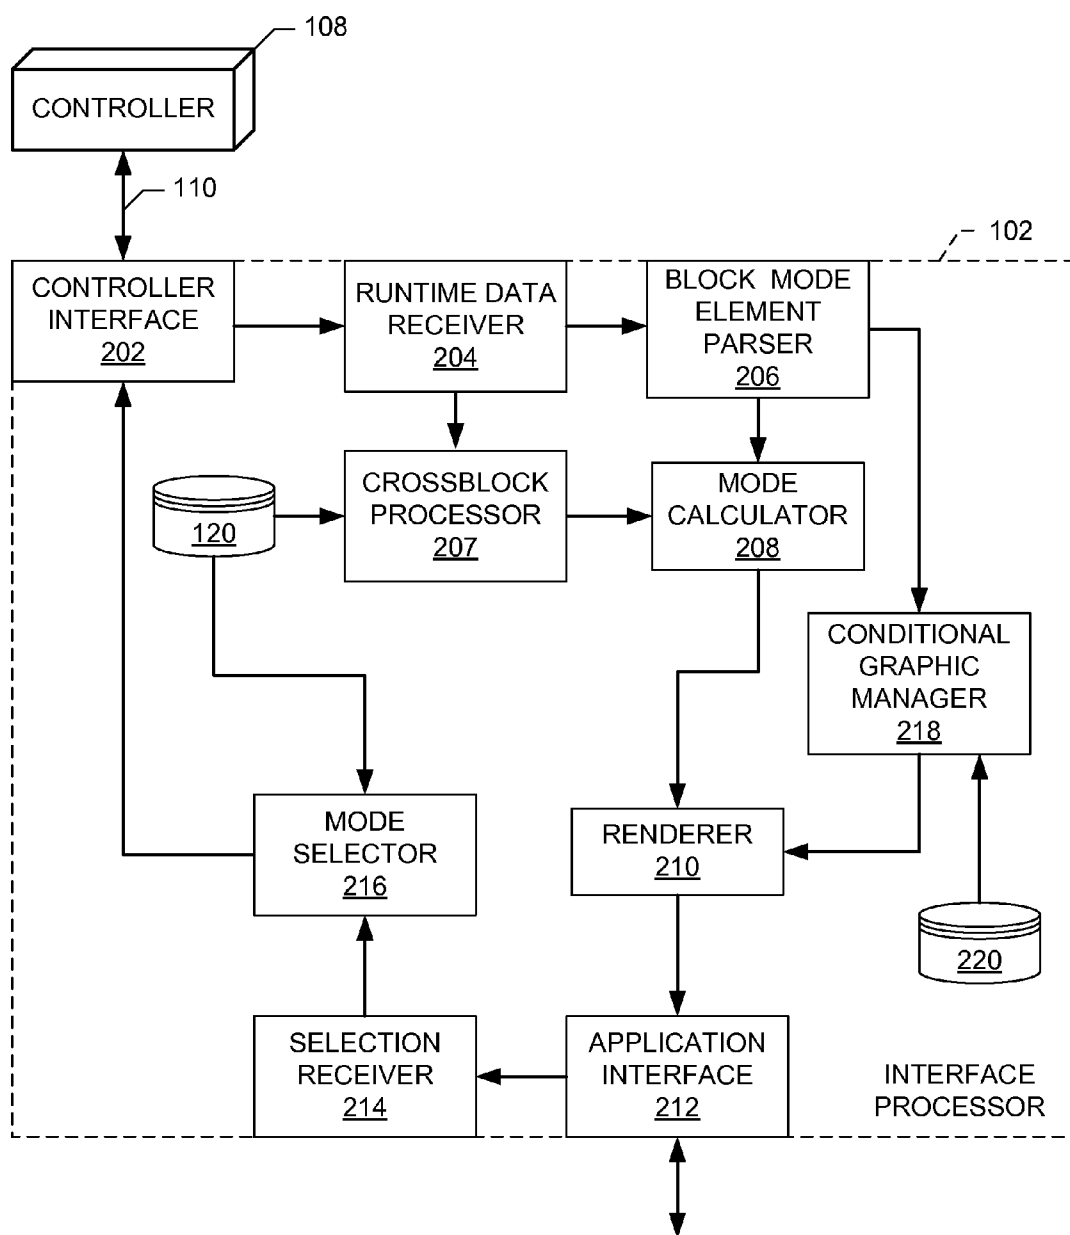 108
CONTROLLER
110
102
CONTROLLER
INTERFACE
202
RUNTIME DATA
RECEIVER
204
BLOCK MODE
ELEMENT
PARSER
206
120
CROSSBLOCK
PROCESSOR
207
MODE
CALCULATOR
208
CONDITIONAL
GRAPHIC
MANAGER
218
MODE
SELECTOR
216
RENDERER
210
220
SELECTION
RECEIVER
214
APPLICATION
INTERFACE
212
INTERFACE
PROCESSOR